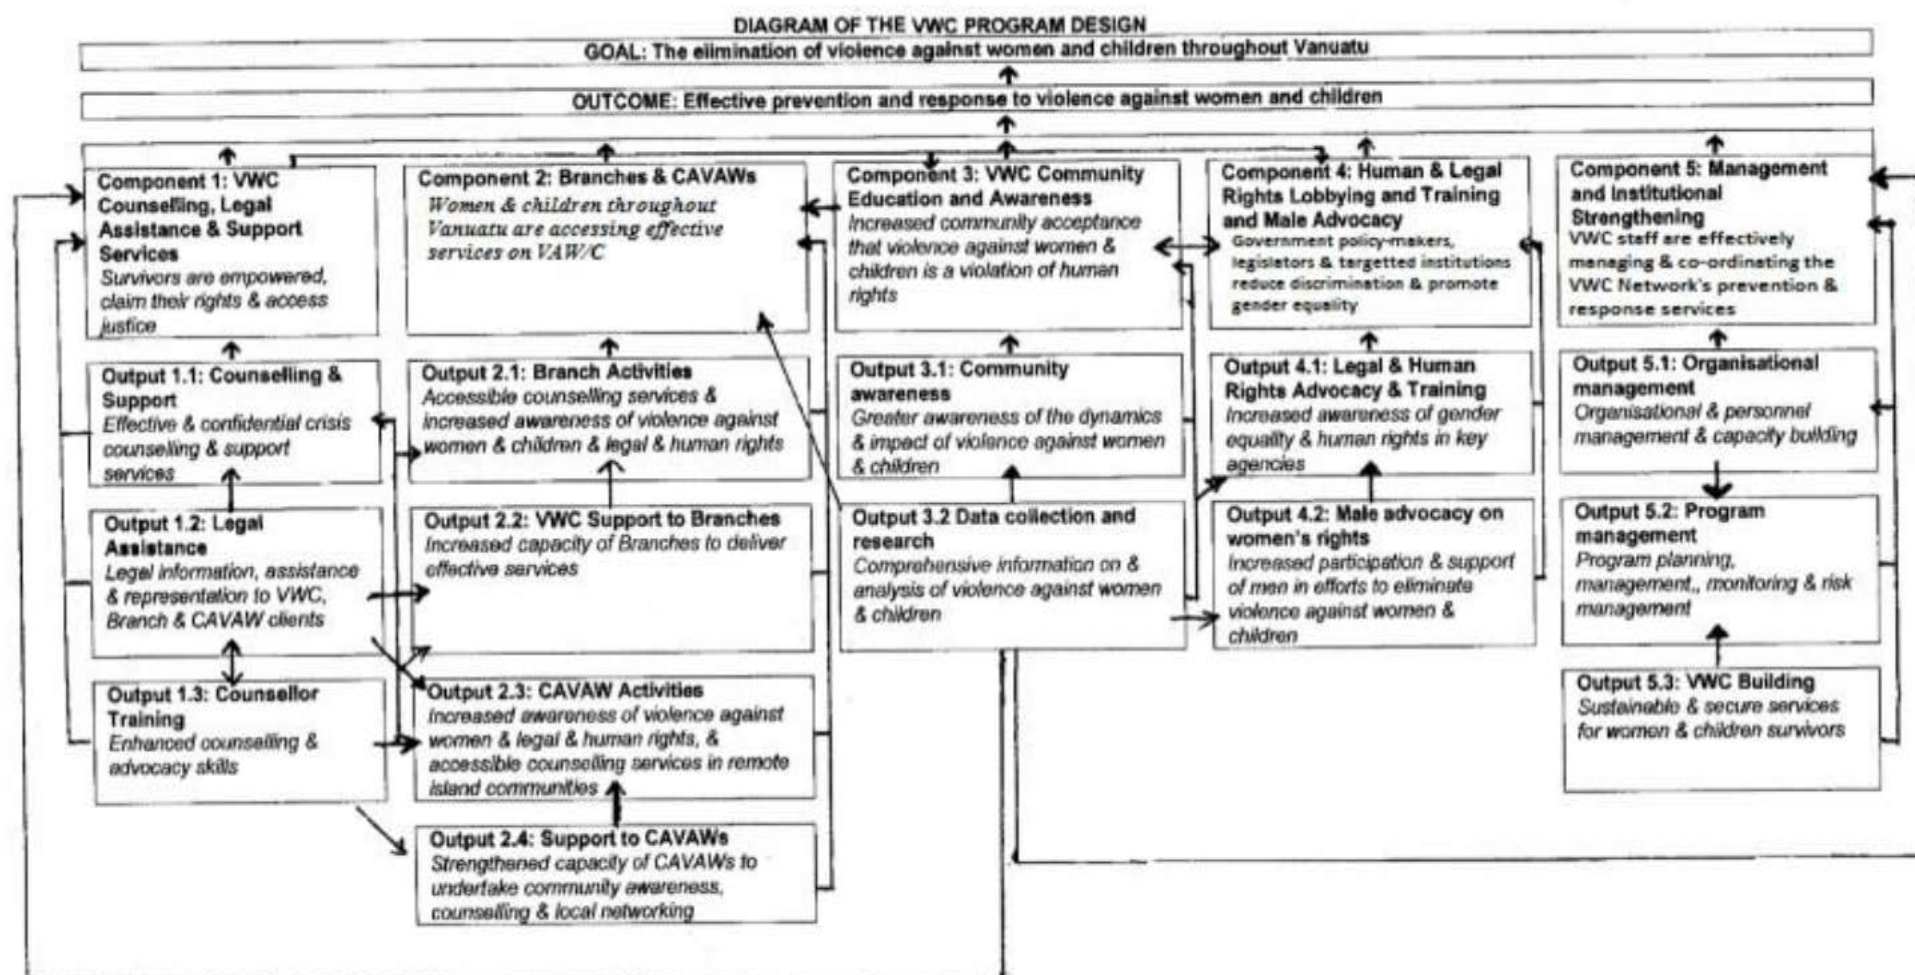 DIAGRAM OF THE VWC PROGRAM DESIGN
GOAL: The elimination of violence against women and children throughout Vanuatu
OUTCOME: Effective prevention and response to violence against women and children
Component 1: VWC
Counselling, Legal
Assistance & Support
Services
Survivors are empowered,
claim their rights & access
justice
Output 1.1: Counselling &
Support
Effective & confidential crisis
counselling & support
services
Output 1.2: Legal
Assistance
Legal information, assistance
& representation to VWC,
Branch & CAVAW clients
Output 1.3: Counsellor
Training
Enhanced counselling &
advocacy skills
Component 2: Branches & CAVAWs
Women & children throughout
Vanuatu are accessing effective
services on VAW/C
Output 2.1: Branch Activities
Accessible counselling services &
increased awareness of violence against
women & children & legal & human rights
Output 2.2: VWC Support to Branches
Increased capacity of Branches to deliver
effective services
Output 2.3: CAVAW Activities
Increased awareness of violence against
women & legal & human rights, &
accessible counselling services in remote
island communities
Output 2.4: Support to CAVAWs
Strengthened capacity of CAVAWs to
undertake community awareness,
counselling & local networking
Component 3: VWC Community
Education and Awareness
Increased community acceptance
that violence against women &
children is a violation of human
rights
Output 3.1: Community
awareness
Greater awareness of the dynamics
& impact of violence against women
& children
Output 3.2 Data collection and
research
Comprehensive information on &
analysis of violence against women
& children
Component 4: Human & Legal
Rights Lobbying and Training
and Male Advocacy
Government policy-makers,
legislators & targetted institutions
reduce discrimination & promote
gender equality
Output 4.1: Legal & Human
Rights Advocacy & Training
Increased awareness of gender
equality & human rights in key
agencies
Output 4.2: Male advocacy on
women's rights
Increased participation & support
of men in efforts to eliminate
violence against women &
children
Component 5: Management
and Institutional
Strengthening
VWC staff are effectively
managing & co-ordinating the
VWC Network's prevention &
response services
Output 5.1: Organisational
management
Organisational & personnel
management & capacity building
Output 5.2: Program
management
Program planning,
management,, monitoring & risk
management
Output 5.3: VWC Building
Sustainable & secure services
for women & children survivors